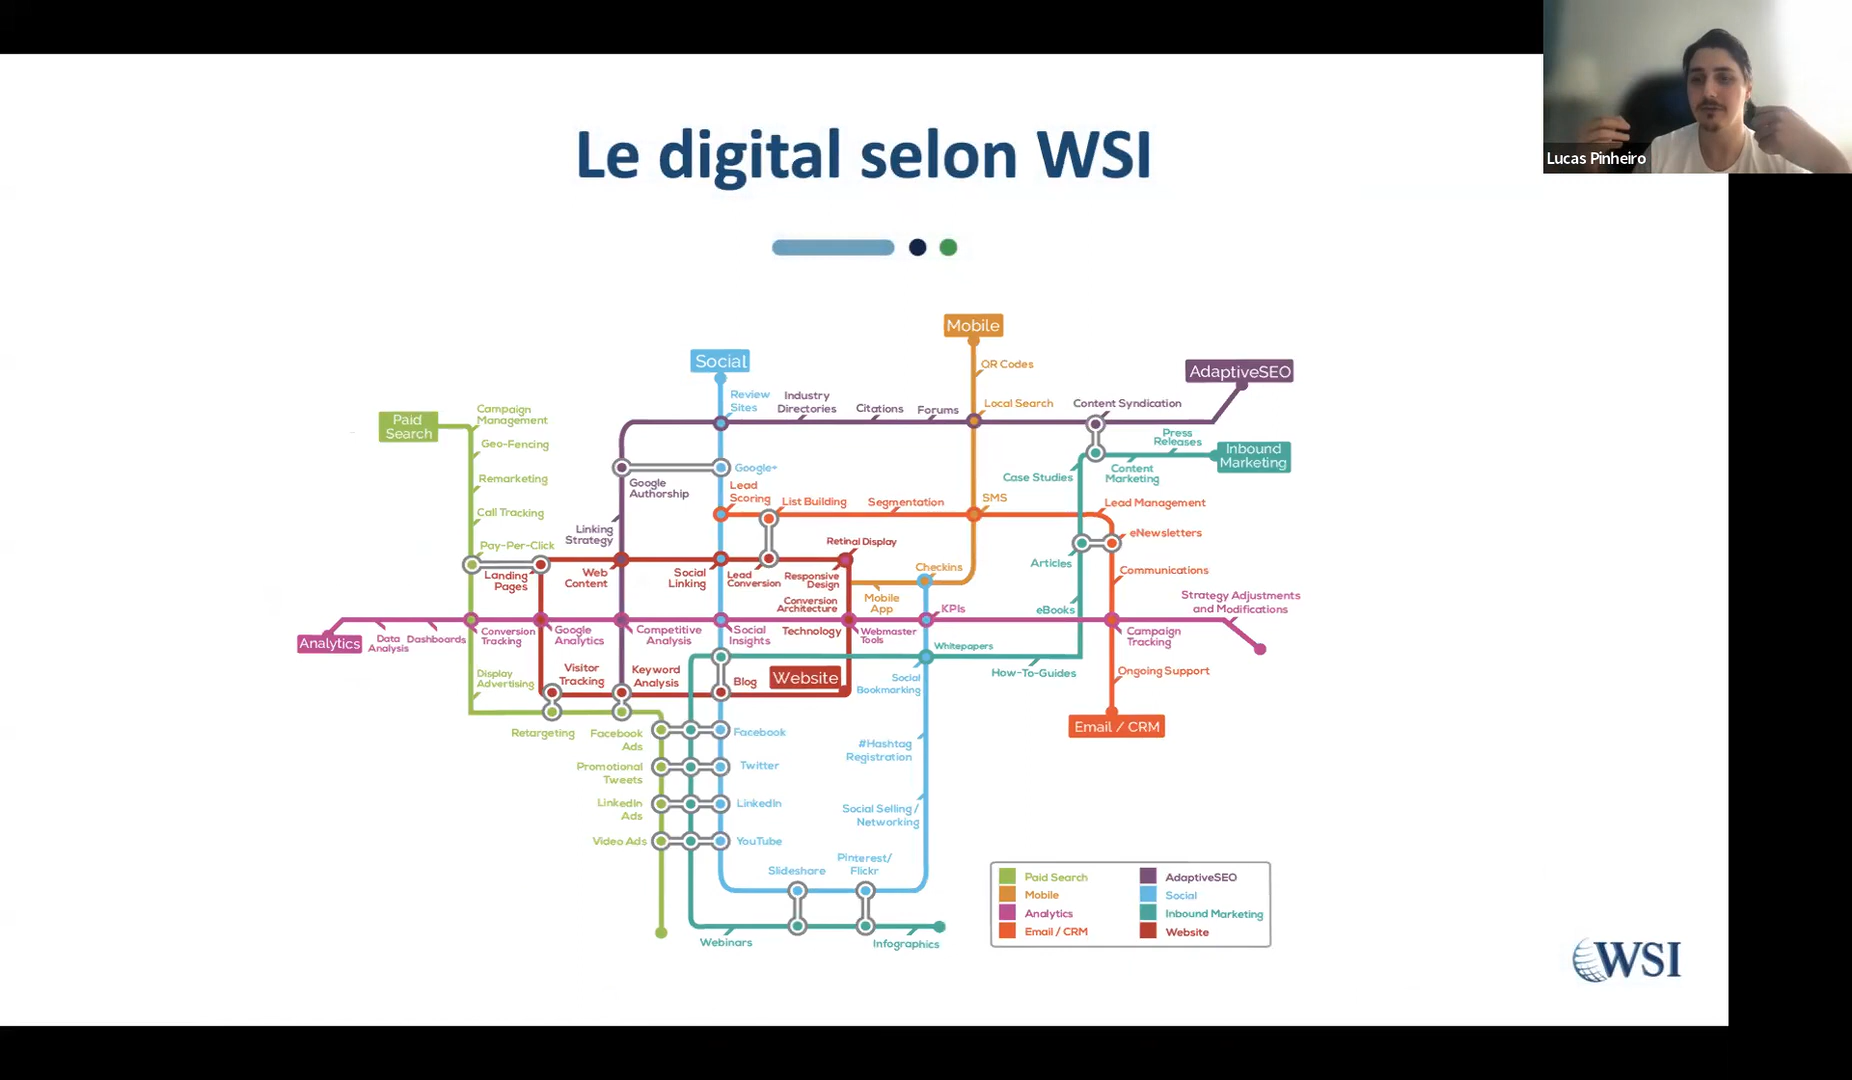 Le digital selon WSI
Lucas Pinheiro
Mobile
Social
QR Codes
AdaptiveSEO
Review
Sites
Industry
Directories
Citations
Forums
Local Search
Content Syndication
Paid
Search
Campaign
Management
Geo-Fencing
Remarketing
Call Tracking
Pay-Per-Click
Press
Releases
Inbound
Marketing
Content
Marketing
Case Studies
Google+
Google
Authorship
Lead
Scoring
List Building
Segmentation
SMS
Lead Management
eNewsletters
Linking
Strategy
Retinal Display
Landing
Pages
Web
Content
Social
Linking
Lead
Conversion
Responsive
Design
Checkins
Articles
Communications
Mobile
App
Conversion
Architecture
KPIs
eBooks
Strategy Adjustments
and Modifications
Analytics
Data
Analysis
Dashboards
Conversion
Tracking
Google
Analytics
Competitive
Analysis
Social
Insights
Technology
Webmaster
Tools
Campaign
Tracking
Whitepapers
How-To-Guides
Ongoing Support
Display
Advertising
Visitor
Tracking
Keyword
Analysis
Blog
Website
Social
Bookmarking
Email / CRM
Retargeting
Facebook
Ads
Facebook
#Hashtag
Registration
Promotional
Tweets
Twitter
LinkedIn
Ads
LinkedIn
Social Selling /
Networking
Video Ads
YouTube
Slideshare
Pinterest/
Flickr
Webinars
Infographics
Paid Search
Mobile
Analytics
Email / CRM
AdaptiveSEO
Social
Inbound Marketing
Website
WSI